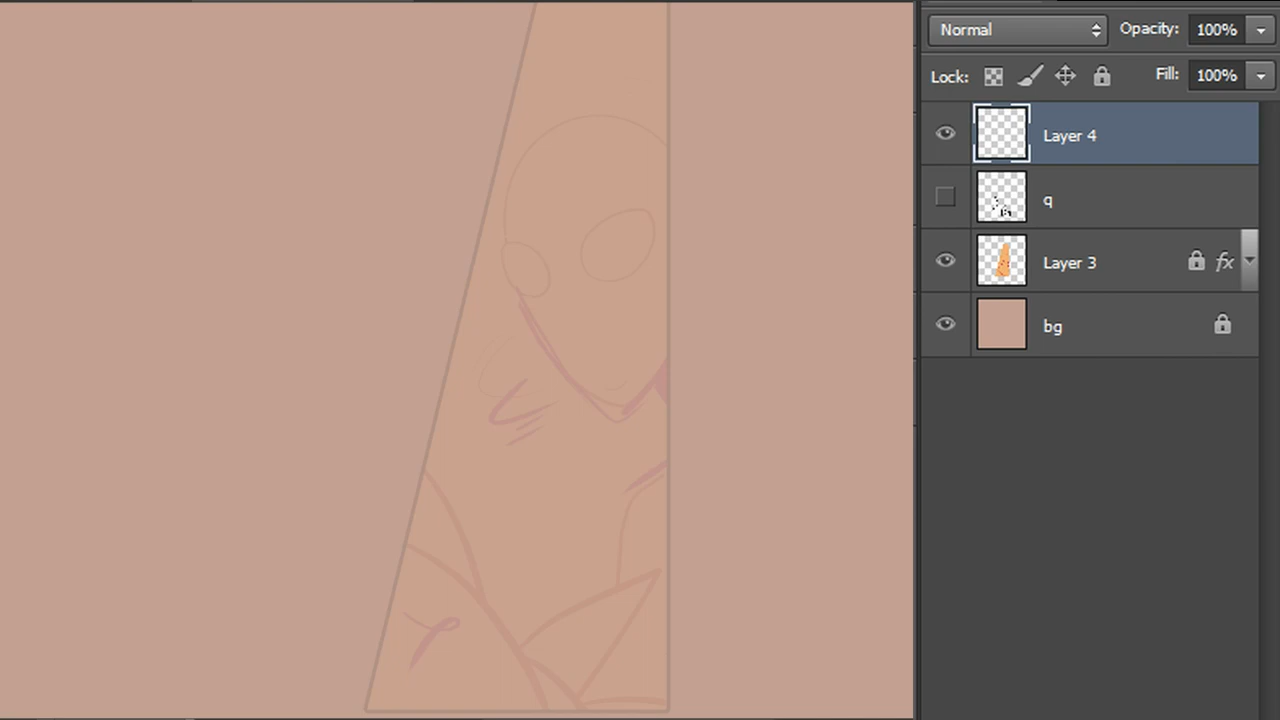 Normal Opacity: 100%
Lock: Fill: 100%
Layer 4
q
Layer 3 fx
bg